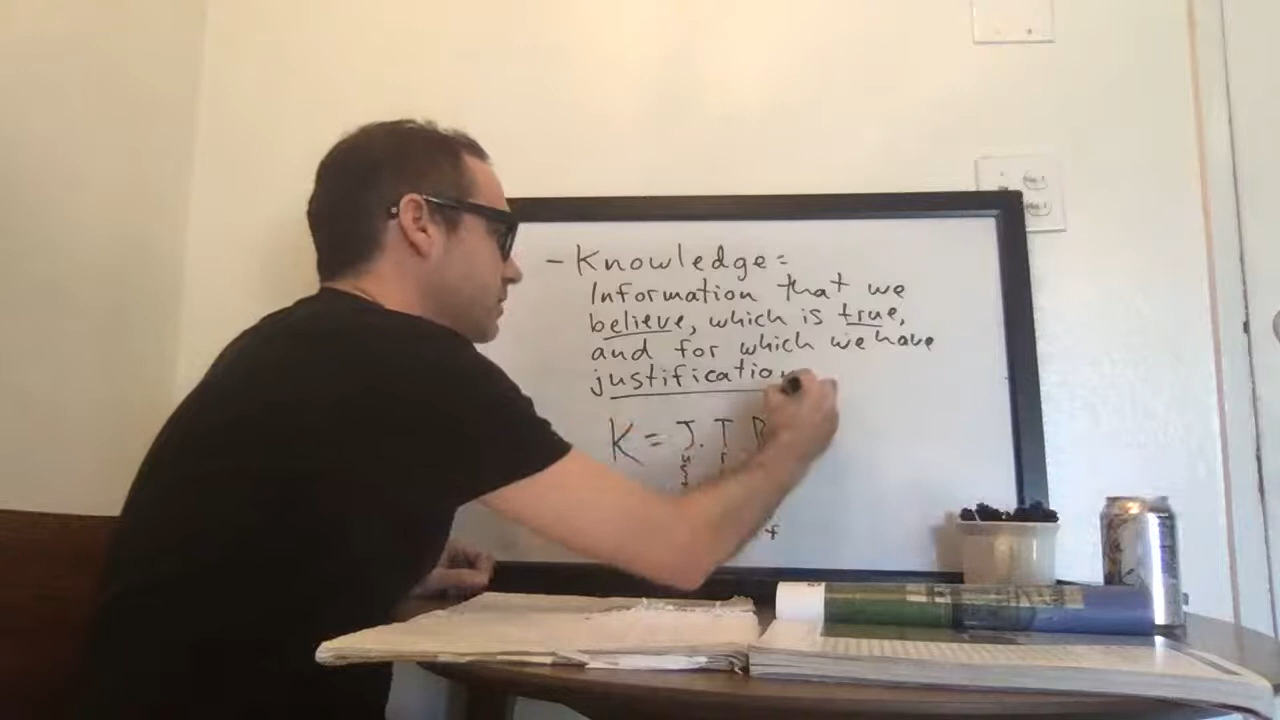 - Knowledge =
Information that we
believe, which is true,
and for which we have
justification
K = J. T B